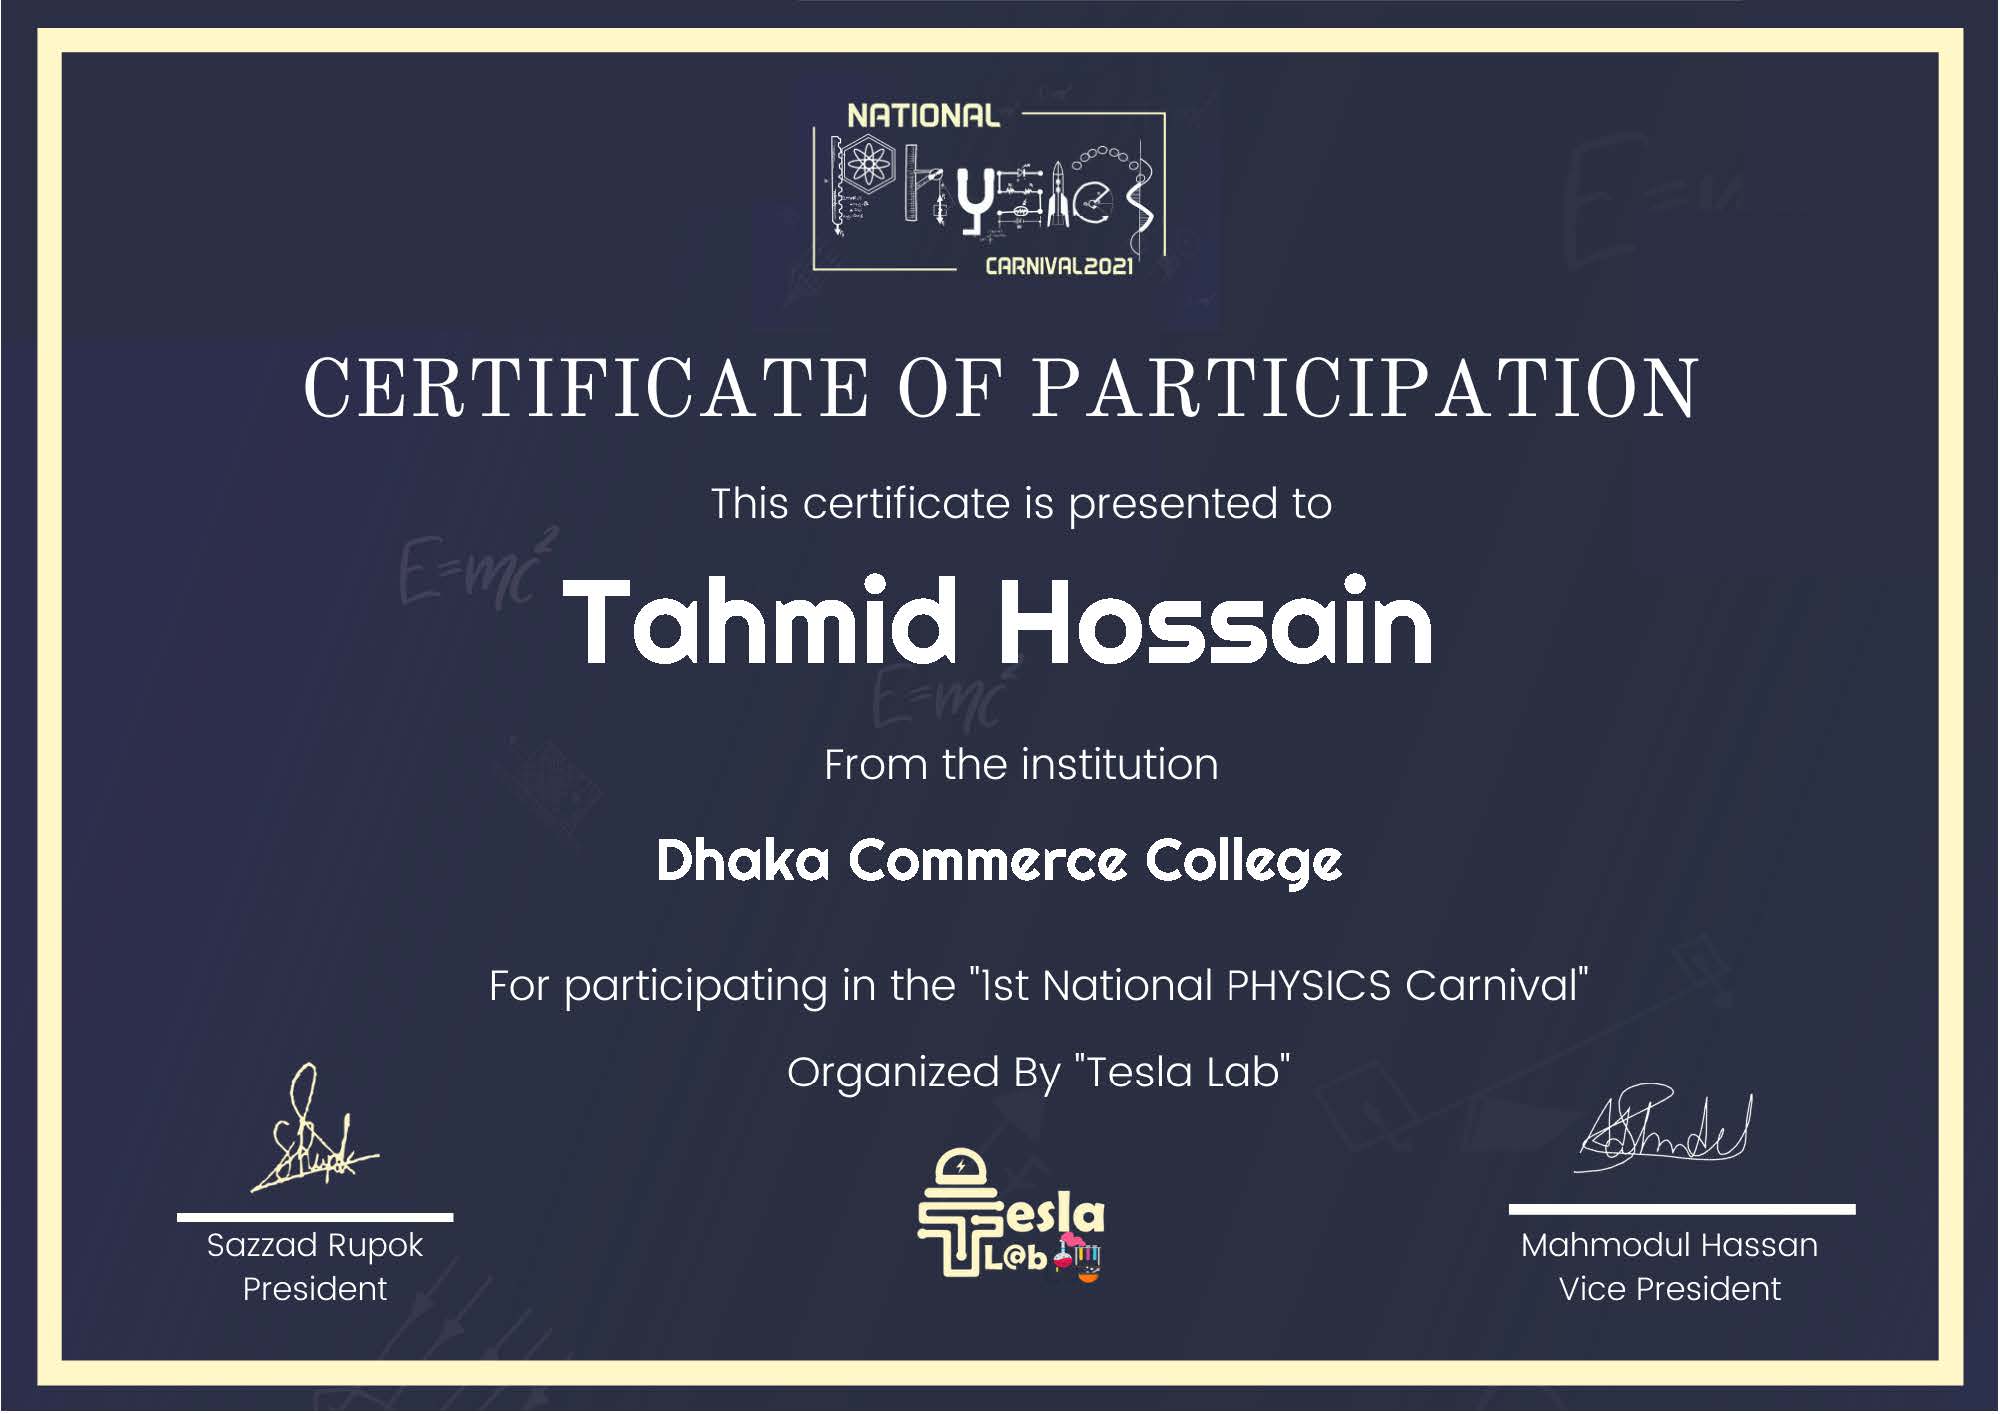 NATIONAL
Physics
CARNIVAL2021
CERTIFICATE OF PARTICIPATION
This certificate is presented to
E=mc²
Tahmid Hossain
E=mc²
From the institution
Dhaka Commerce College
For participating in the "1st National PHYSICS Carnival"
Organized By "Tesla Lab"
Tesla
L@b
Sazzad Rupok
President
Mahmodul Hassan
Vice President